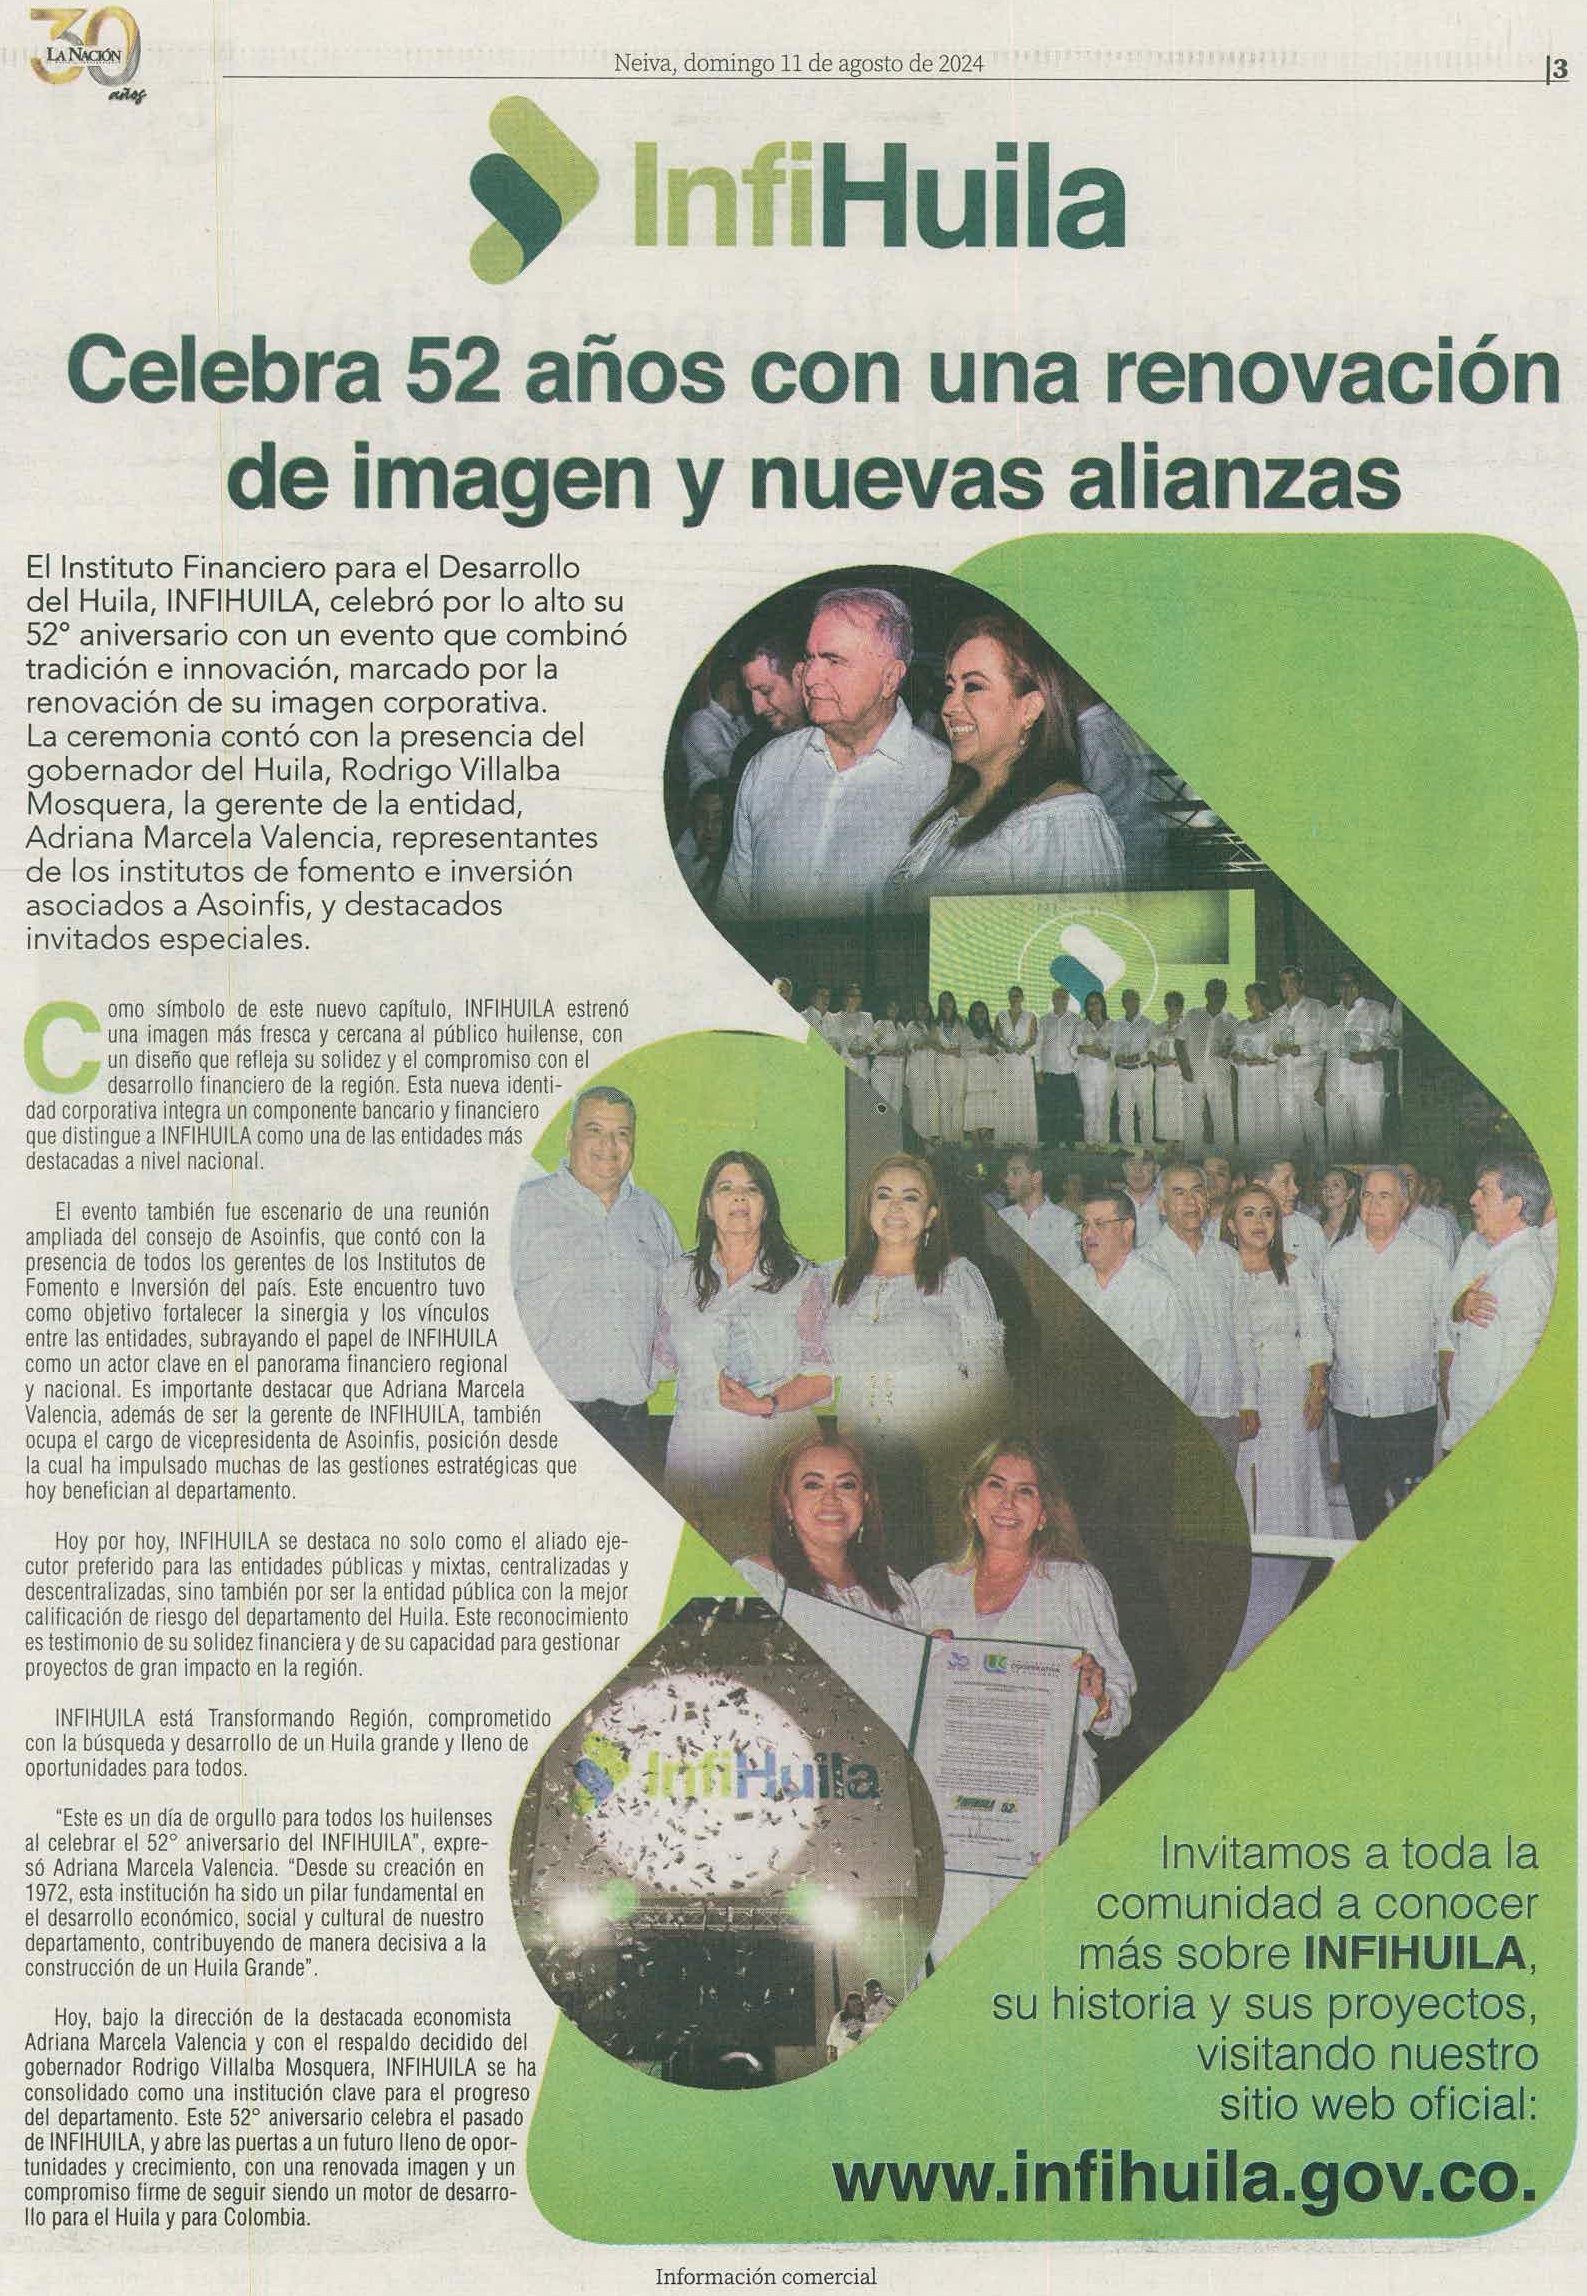 30
LA NACIÓN
años
Neiva, domingo 11 de agosto de 2024
|3
InfiHuila
Celebra 52 años con una renovación
de imagen y nuevas alianzas
El Instituto Financiero para el Desarrollo
del Huila, INFIHUILA, celebró por lo alto su
52° aniversario con un evento que combinó
tradición e innovación, marcado por la
renovación de su imagen corporativa.
La ceremonia contó con la presencia del
gobernador del Huila, Rodrigo Villalba
Mosquera, la gerente de la entidad,
Adriana Marcela Valencia, representantes
de los institutos de fomento e inversión
asociados a Asoinfis, y destacados
invitados especiales.
Como símbolo de este nuevo capítulo, INFIHUILA estrenó
una imagen más fresca y cercana al público huilense, con
un diseño que refleja su solidez y el compromiso con el
desarrollo financiero de la región. Esta nueva identi-
dad corporativa integra un componente bancario y financiero
que distingue a INFIHUILA como una de las entidades más
destacadas a nivel nacional.
El evento también fue escenario de una reunión
ampliada del consejo de Asoinfis, que contó con la
presencia de todos los gerentes de los Institutos de
Fomento e Inversión del país. Este encuentro tuvo
como objetivo fortalecer la sinergia y los vínculos
entre las entidades, subrayando el papel de INFIHUILA
como un actor clave en el panorama financiero regional
y nacional. Es importante destacar que Adriana Marcela
Valencia, además de ser la gerente de INFIHUILA, también
ocupa el cargo de vicepresidenta de Asoinfis, posición desde
la cual ha impulsado muchas de las gestiones estratégicas que
hoy benefician al departamento.
Hoy por hoy, INFIHUILA se destaca no solo como el aliado eje-
cutor preferido para las entidades públicas y mixtas, centralizadas y
descentralizadas, sino también por ser la entidad pública con la mejor
calificación de riesgo del departamento del Huila. Este reconocimiento
es testimonio de su solidez financiera y de su capacidad para gestionar
proyectos de gran impacto en la región.
INFIHUILA está Transformando Región, comprometido
con la búsqueda y desarrollo de un Huila grande y lleno de
oportunidades para todos.
“Este es un día de orgullo para todos los huilenses
al celebrar el 52° aniversario del INFIHUILA”, expre-
só Adriana Marcela Valencia. “Desde su creación en
1972, esta institución ha sido un pilar fundamental en
el desarrollo económico, social y cultural de nuestro
departamento, contribuyendo de manera decisiva a la
construcción de un Huila Grande”.
Hoy, bajo la dirección de la destacada economista
Adriana Marcela Valencia y con el respaldo decidido del
gobernador Rodrigo Villalba Mosquera, INFIHUILA se ha
consolidado como una institución clave para el progreso
del departamento. Este 52° aniversario celebra el pasado
de INFIHUILA, y abre las puertas a un futuro lleno de opor-
tunidades y crecimiento, con una renovada imagen y un
compromiso firme de seguir siendo un motor de desarro-
llo para el Huila y para Colombia.
30 UC COOPERATIVA
INFIHUILA 52
InfiHuila
Invitamos a toda la
comunidad a conocer
más sobre INFIHUILA,
su historia y sus proyectos,
visitando nuestro
sitio web oficial:
www.infihuila.gov.co.
Información comercial